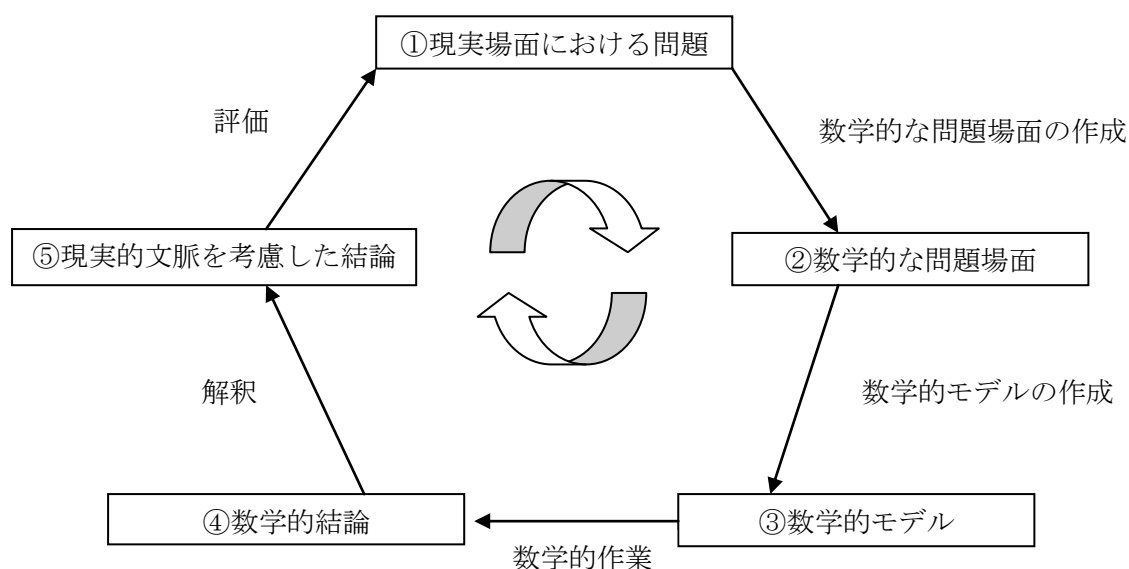 ①現実場面における問題
評価
数学的な問題場面の作成
⑤現実的文脈を考慮した結論
②数学的な問題場面
解釈
数学的モデルの作成
④数学的結論
③数学的モデル
数学的作業